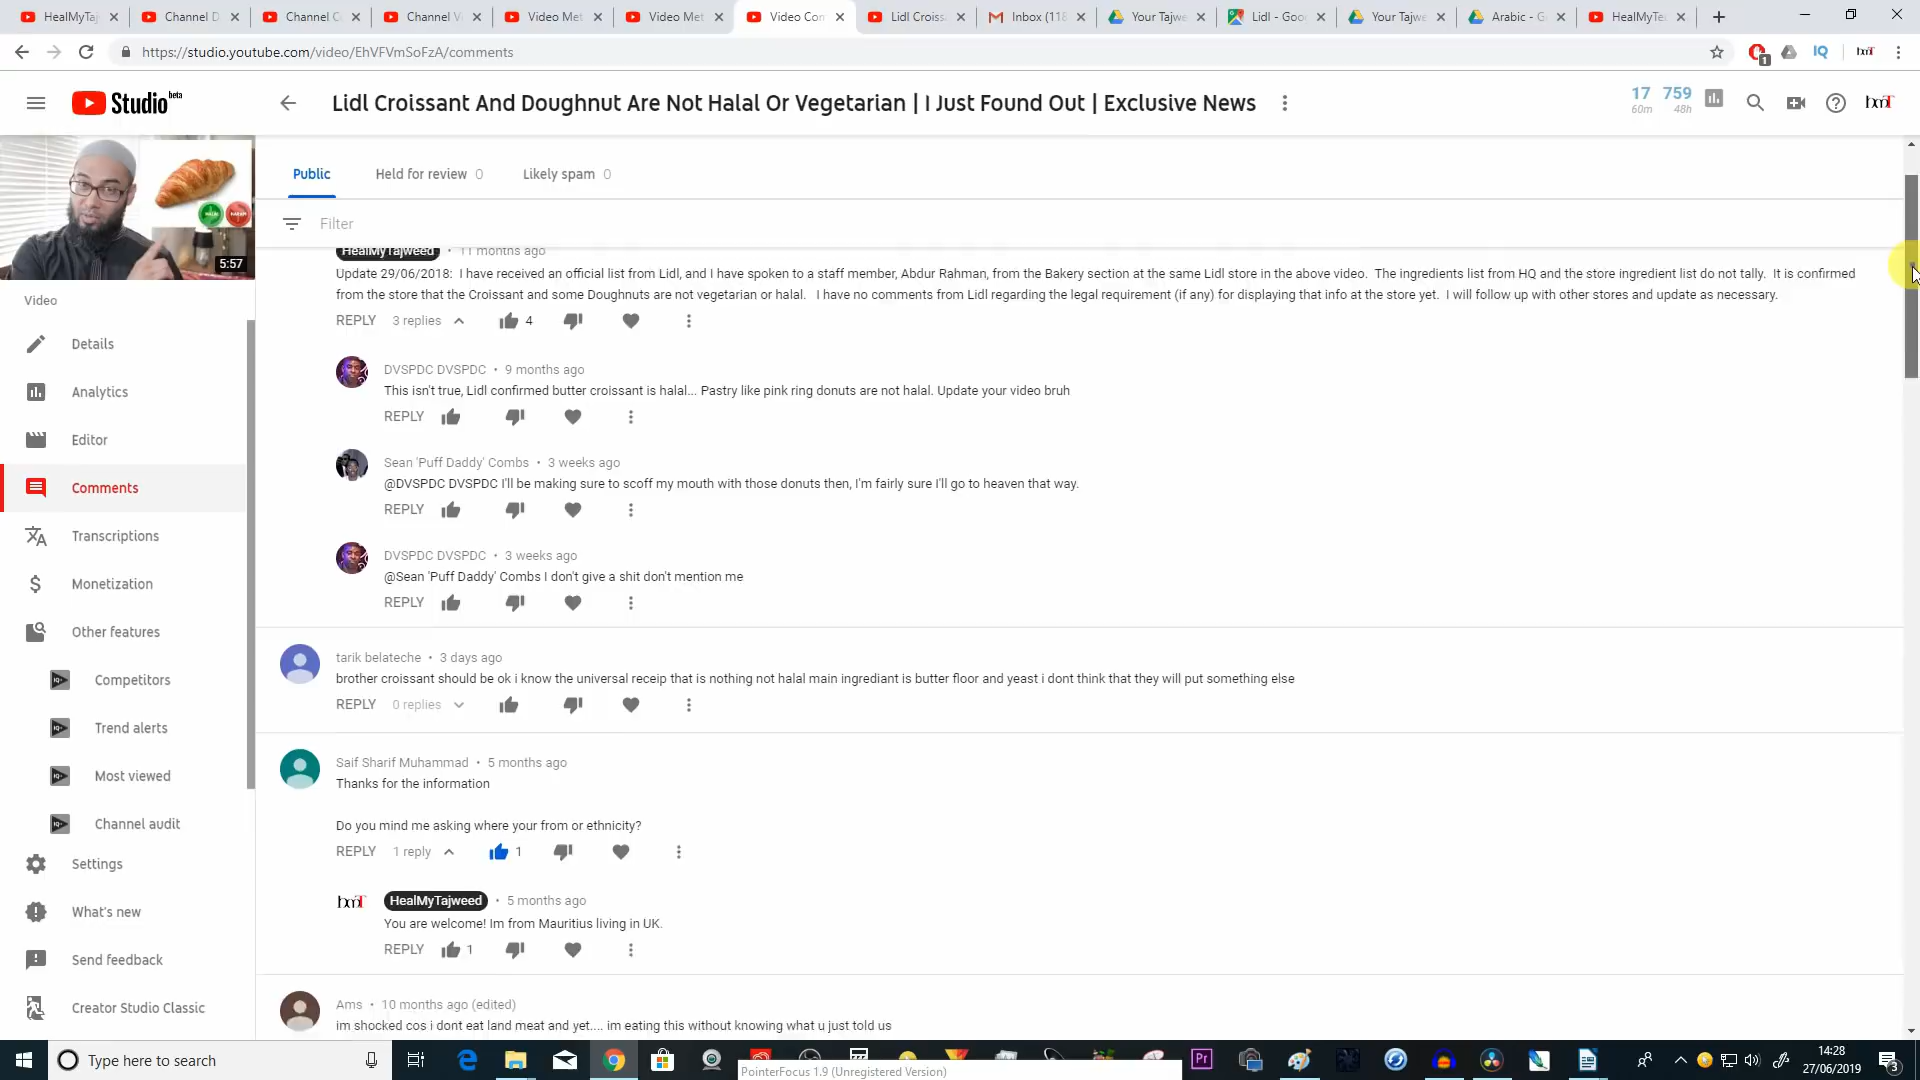 HealMyTaj
Channel D
Channel C
Channel V
Video Met
Video Met
Video Com
Lidl Croiss
Inbox (118
Your Tajwe
Lidl - Goo
Your Tajwe
Arabic - G
HealMyTe
https://studio.youtube.com/video/EhVFVmSoFzA/comments
1
IQ
hmT
Studio beta
Lidl Croissant And Doughnut Are Not Halal Or Vegetarian | I Just Found Out | Exclusive News
17 759
60m 48h
hmT
HALAL
HARAM
5:57
Video
Details
Analytics
Editor
Comments
Transcriptions
Monetization
Other features
Competitors
Trend alerts
Most viewed
Channel audit
Settings
What's new
Send feedback
Creator Studio Classic
Public Held for review 0 Likely spam 0
Filter
HealMyTajweed • 11 months ago
Update 29/06/2018: I have received an official list from Lidl, and I have spoken to a staff member, Abdur Rahman, from the Bakery section at the same Lidl store in the above video. The ingredients list from HQ and the store ingredient list do not tally. It is confirmed
from the store that the Croissant and some Doughnuts are not vegetarian or halal. I have no comments from Lidl regarding the legal requirement (if any) for displaying that info at the store yet. I will follow up with other stores and update as necessary.
REPLY 3 replies 4
DVSPDC DVSPDC • 9 months ago
This isn't true, Lidl confirmed butter croissant is halal... Pastry like pink ring donuts are not halal. Update your video bruh
REPLY
Sean 'Puff Daddy' Combs • 3 weeks ago
@DVSPDC DVSPDC I'll be making sure to scoff my mouth with those donuts then, I'm fairly sure I'll go to heaven that way.
REPLY
DVSPDC DVSPDC • 3 weeks ago
@Sean 'Puff Daddy' Combs I don't give a shit don't mention me
REPLY
tarik belateche • 3 days ago
brother croissant should be ok i know the universal receip that is nothing not halal main ingrediant is butter floor and yeast i dont think that they will put something else
REPLY 0 replies
Saif Sharif Muhammad • 5 months ago
Thanks for the information
Do you mind me asking where your from or ethnicity?
REPLY 1 reply 1
hmT HealMyTajweed • 5 months ago
You are welcome! Im from Mauritius living in UK.
REPLY 1
Ams • 10 months ago (edited)
im shocked cos i dont eat land meat and yet.... im eating this without knowing what u just told us
Type here to search
PointerFocus 1.9 (Unregistered Version)
Pr
14:28
27/06/2019
3